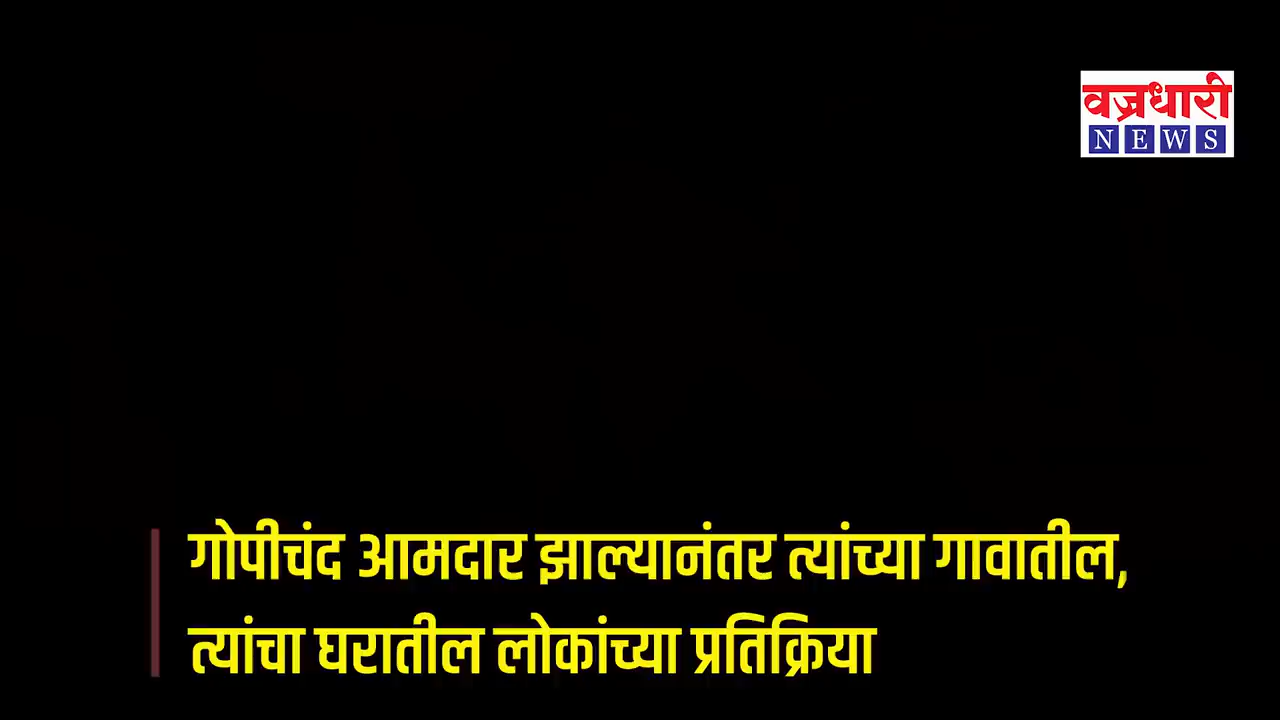 वज्रधारी
NEWS
गोपीचंद आमदार झाल्यानंतर त्यांच्या गावातील,
त्यांचा घरातील लोकांच्या प्रतिक्रिया